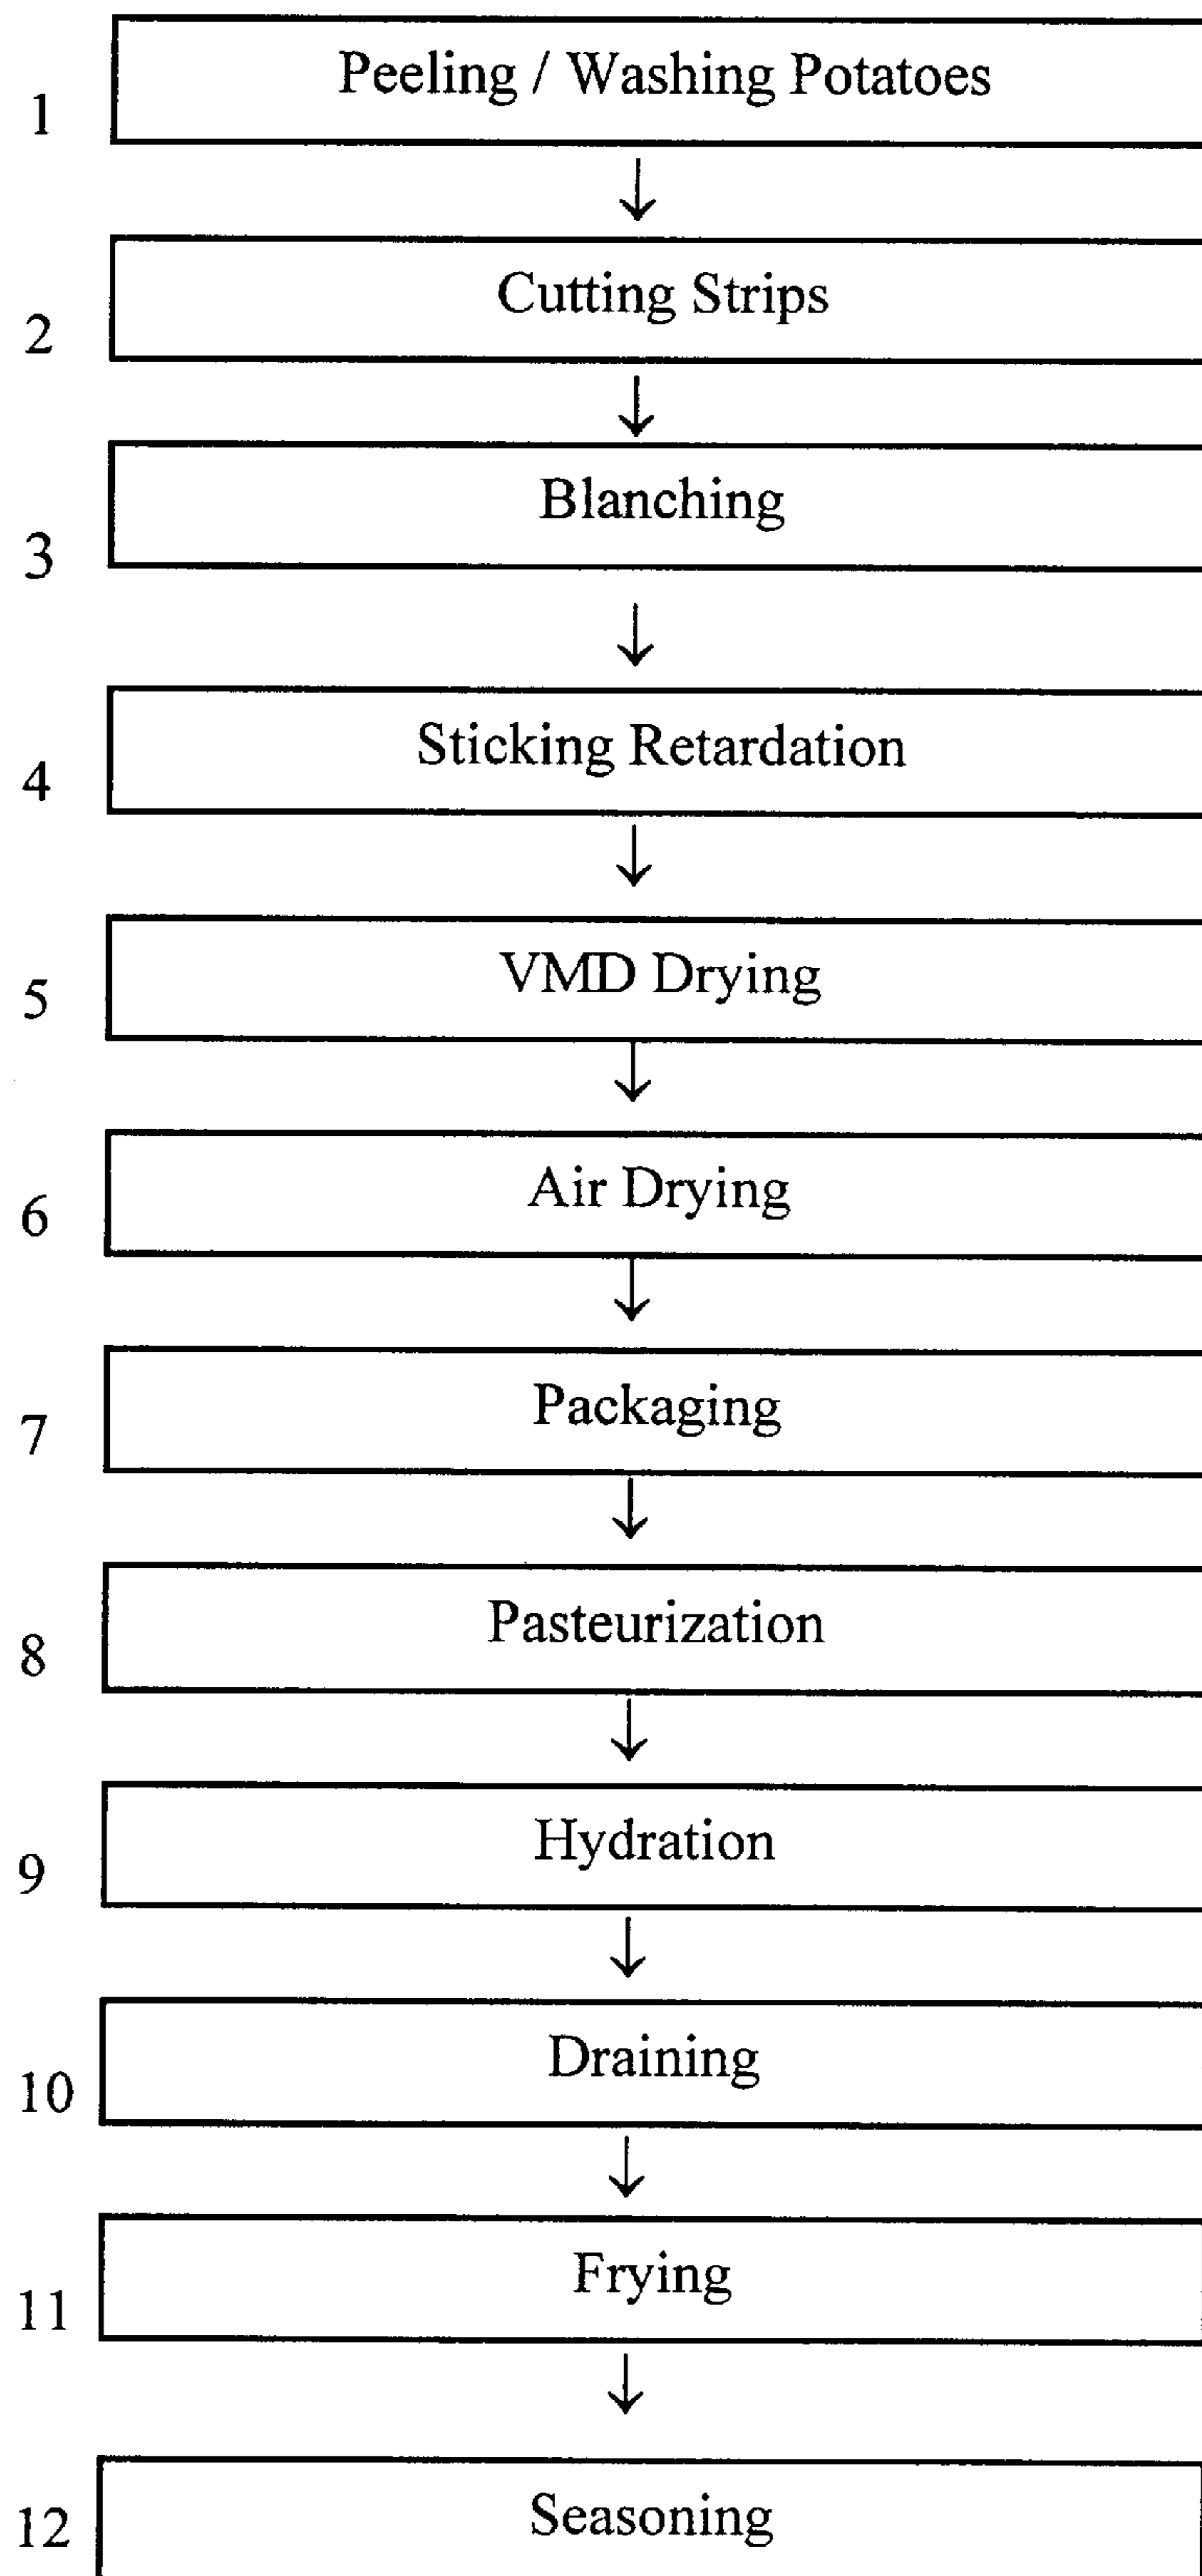 Peeling / Washing Potatoes
1
Cutting Strips
2
Blanching
3
Sticking Retardation
4
VMD Drying
5
Air Drying
6
Packaging
7
Pasteurization
8
Hydration
9
Draining
10
Frying
11
Seasoning
12